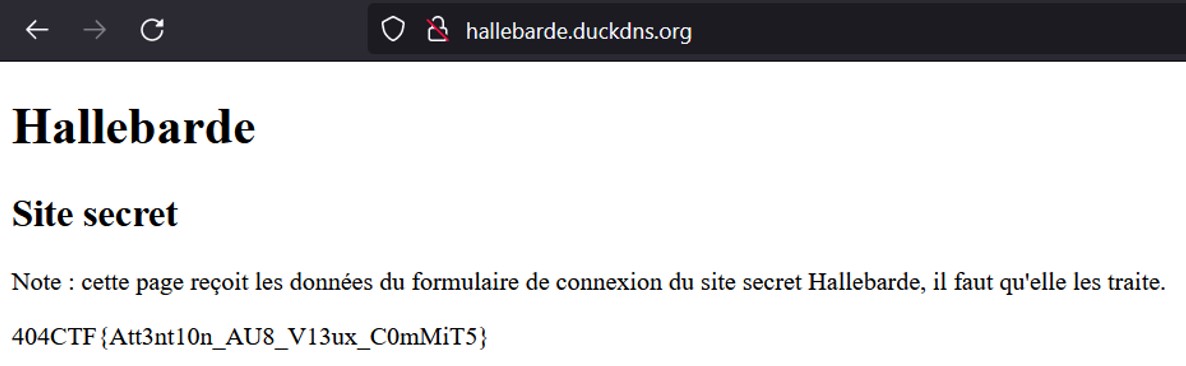 hallebarde.duckdns.org
Hallebarde
Site secret
Note : cette page reçoit les données du formulaire de connexion du site secret Hallebarde, il faut qu'elle les traite.
404CTF{Att3nt10n_AU8_V13ux_C0mMiT5}